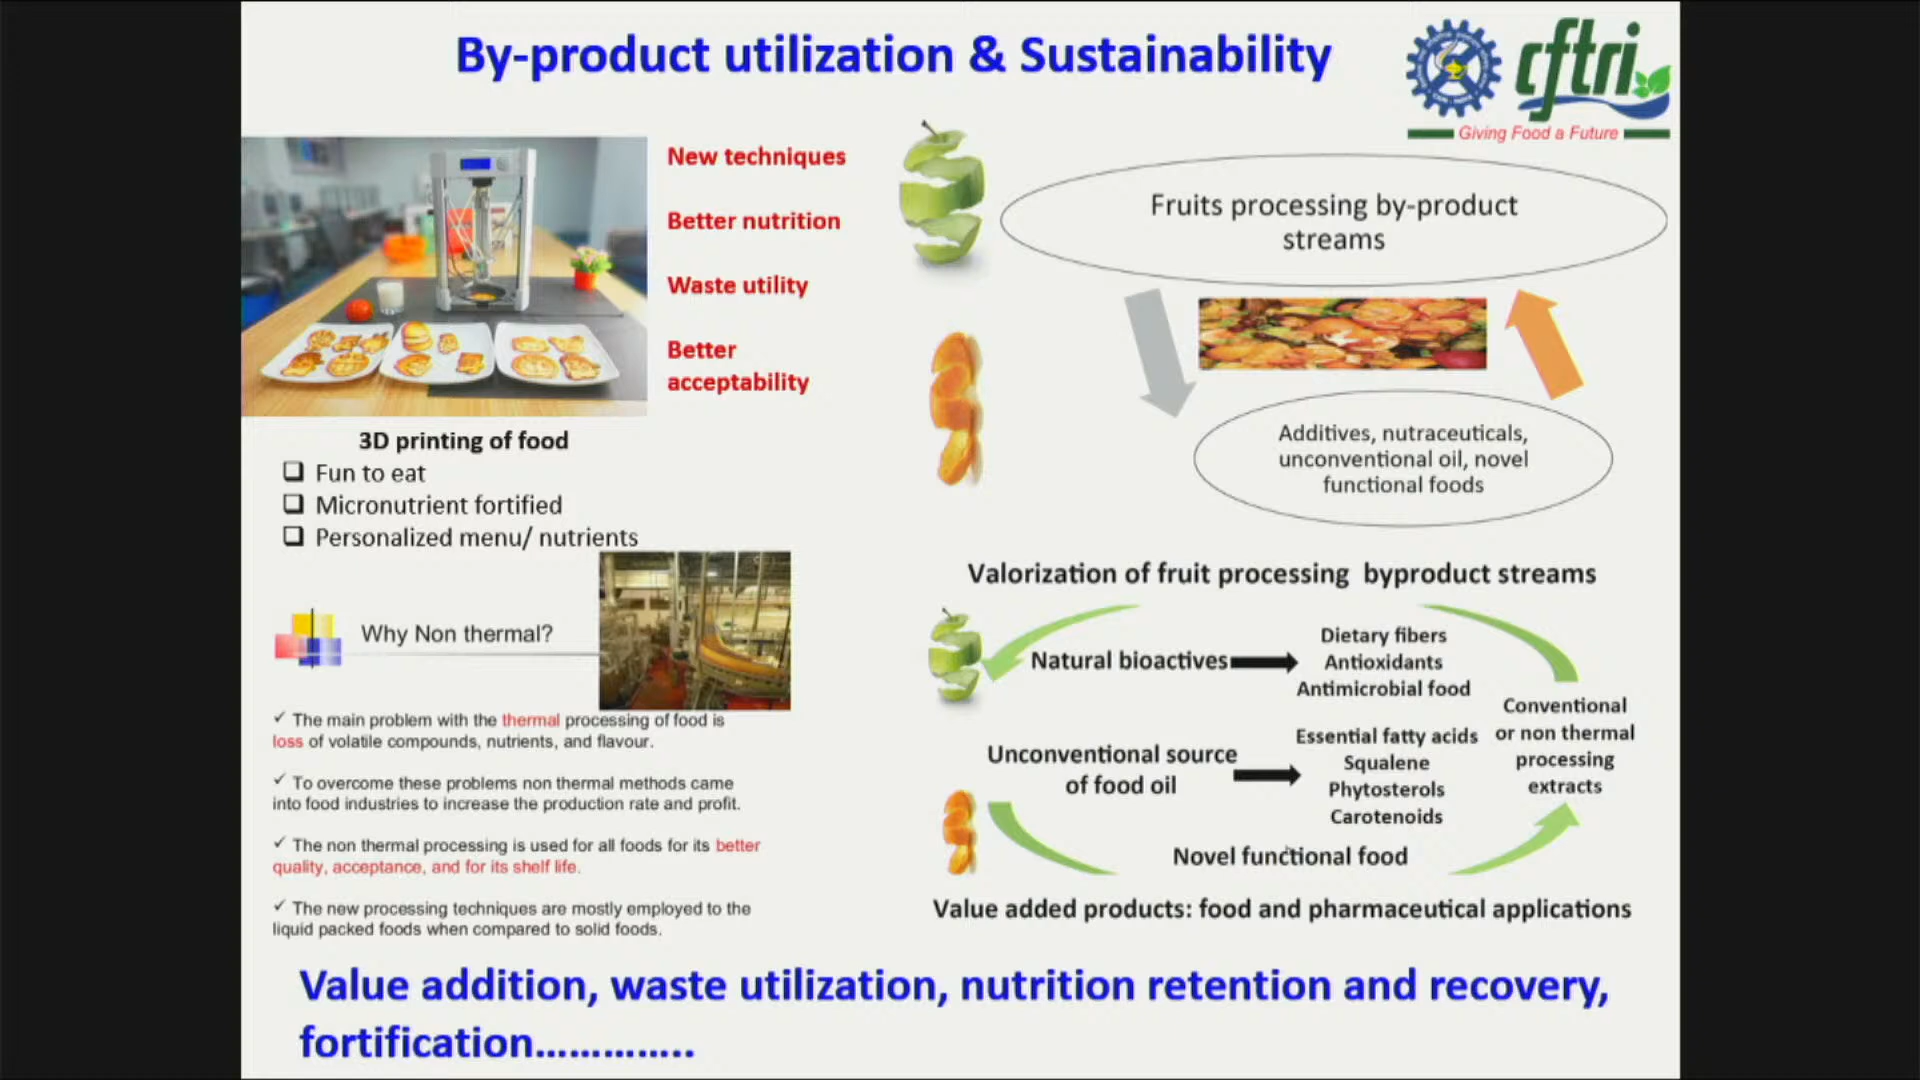 By-product utilization & Sustainability
cftri
Giving Food a Future
New techniques
Better nutrition
Waste utility
Better
acceptability
3D printing of food
❑ Fun to eat
❑ Micronutrient fortified
❑ Personalized menu/ nutrients
Why Non thermal?
✓ The main problem with the thermal processing of food is
loss of volatile compounds, nutrients, and flavour.
✓ To overcome these problems non thermal methods came
into food industries to increase the production rate and profit.
✓ The non thermal processing is used for all foods for its better
quality, acceptance, and for its shelf life.
✓ The new processing techniques are mostly employed to the
liquid packed foods when compared to solid foods.
Fruits processing by-product
streams
Additives, nutraceuticals,
unconventional oil, novel
functional foods
Valorization of fruit processing byproduct streams
Natural bioactives
Dietary fibers
Antioxidants
Antimicrobial food
Unconventional source
of food oil
Essential fatty acids
Squalene
Phytosterols
Carotenoids
Conventional
or non thermal
processing
extracts
Novel functional food
Value added products: food and pharmaceutical applications
Value addition, waste utilization, nutrition retention and recovery,
fortification…………..